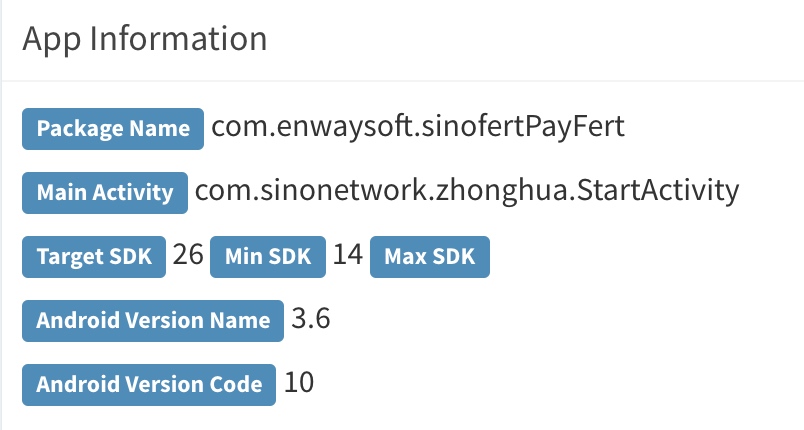 App Information
Package Name com.enwaysoft.sinofertPayFert
Main Activity com.sinonetwork.zhonghua.StartActivity
Target SDK 26 Min SDK 14 Max SDK
Android Version Name 3.6
Android Version Code 10